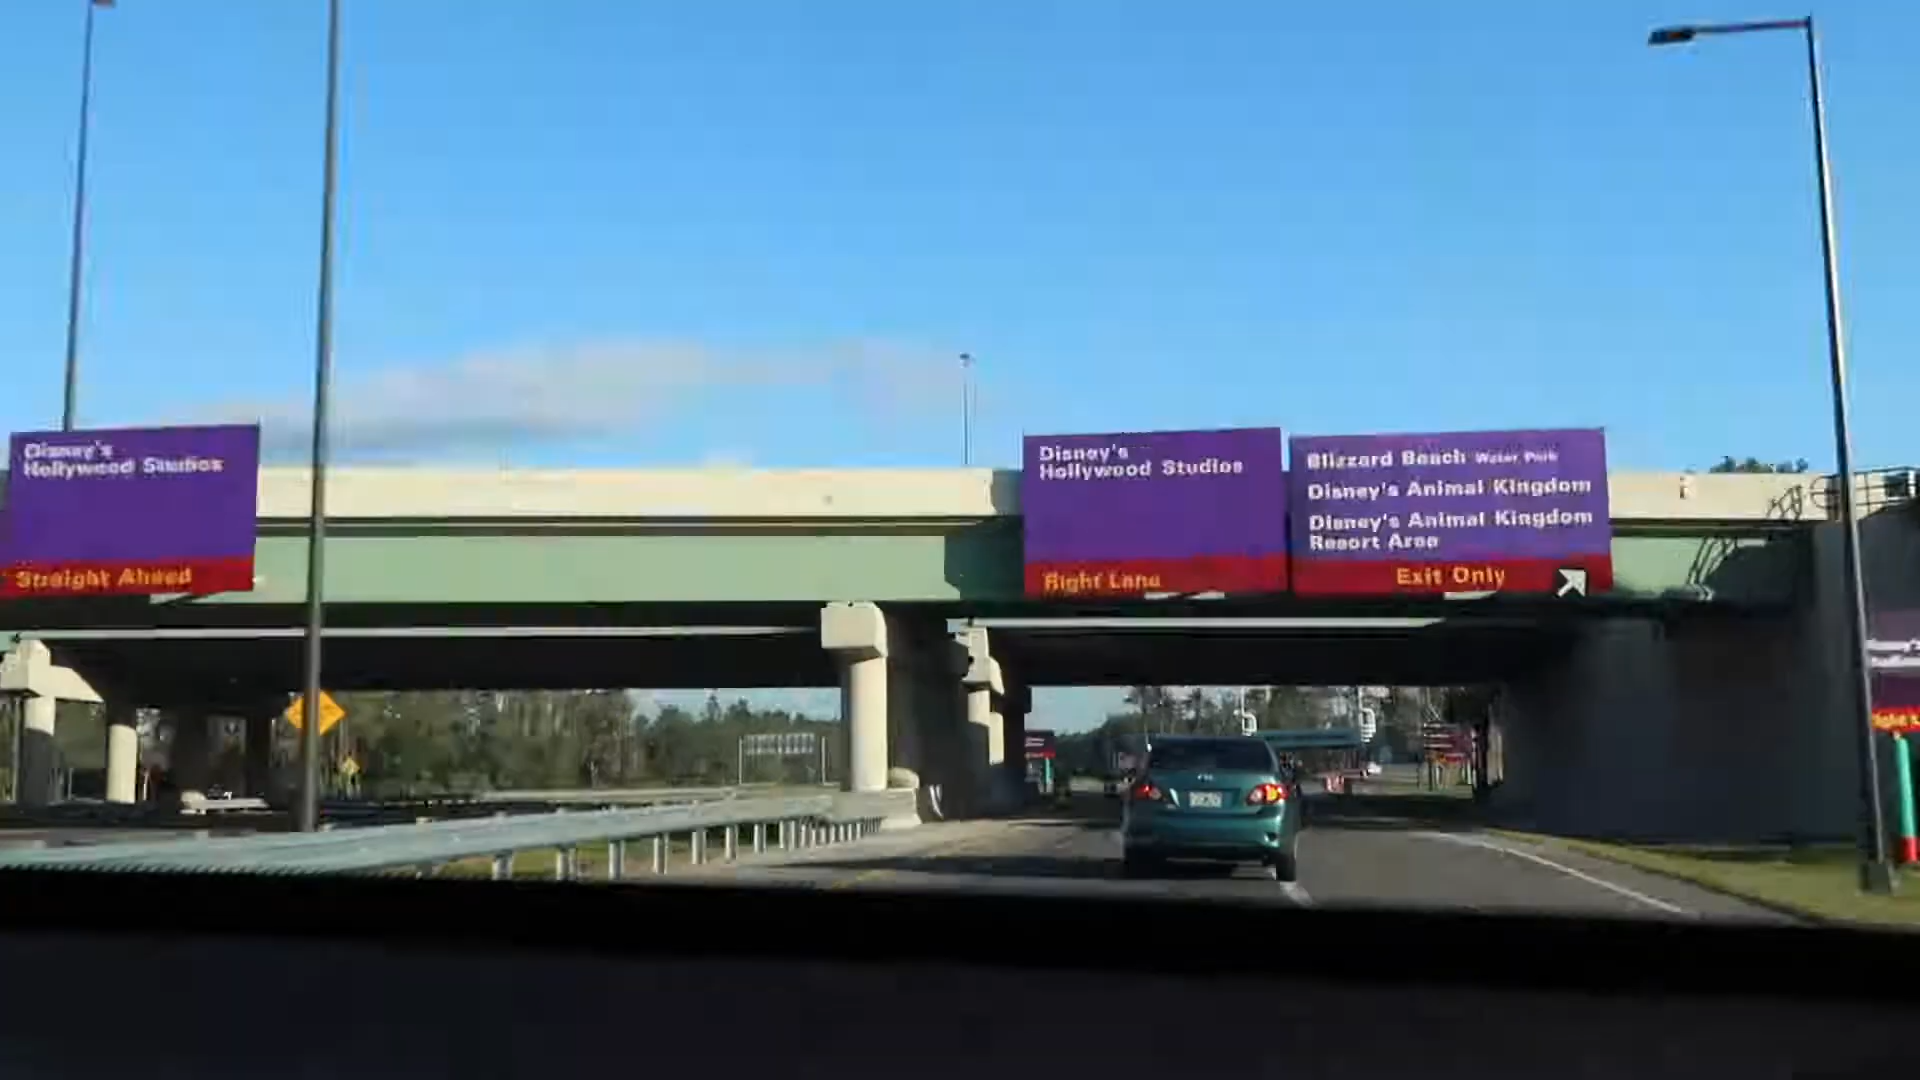 Disney's
Hollywood Studios
Straight Ahead
Disney's
Hollywood Studios
Right Lane
Blizzard Beach Water Park
Disney's Animal Kingdom
Disney's Animal Kingdom
Resort Area
Exit Only